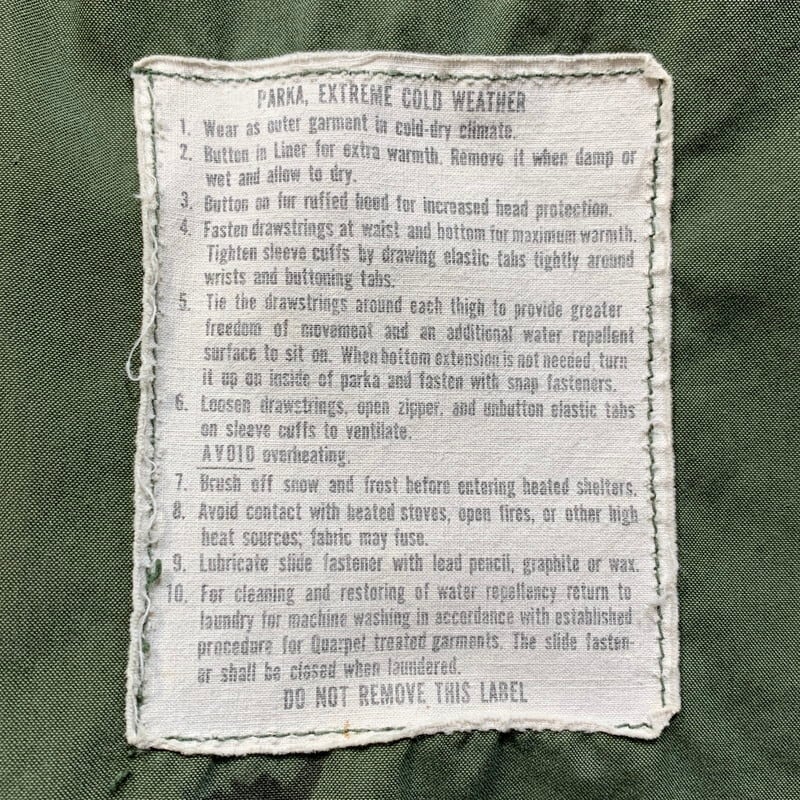 PARKA, EXTREME COLD WEATHER
1. Wear as outer garment in cold-dry climate.
2. Button in Liner for extra warmth. Remove it when damp or
wet and allow to dry.
3. Button on fur ruffed hood for increased head protection.
4. Fasten drawstrings at waist and bottom for maximum warmth.
Tighten sleeve cuffs by drawing elastic tabs tightly around
wrists and buttoning tabs.
5. Tie the drawstrings around each thigh to provide greater
freedom of movement and an additional water repellent
surface to sit on. When bottom extension is not needed turn
it up on inside of parka and fasten with snap fasteners.
6. Loosen drawstrings, open zipper, and unbutton elastic tabs
on sleeve cuffs to ventilate.
AVOID overheating.
7. Brush off snow and frost before entering heated shelters.
8. Avoid contact with heated stoves, open fires, or other high
heat sources; fabric may fuse.
9. Lubricate slide fastener with lead pencil, graphite or wax.
10. For cleaning and restoring of water repellency return to
laundry for machine washing in accordance with established
procedure for Quarpel treated garments. The slide fasten-
er shall be closed when laundered.
DO NOT REMOVE THIS LABEL